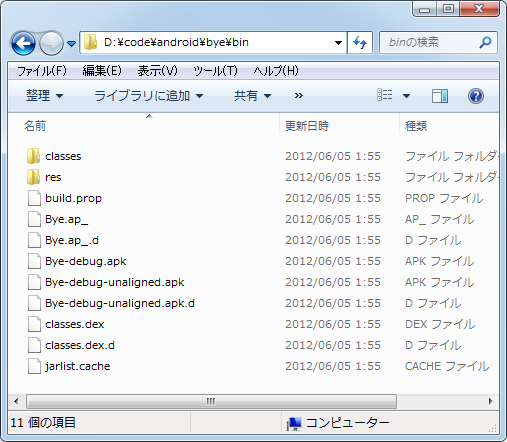 D:¥code¥android¥bye¥bin
binの検索
ファイル(F) 編集(E) 表示(V) ツール(T) ヘルプ(H)
整理 ライブラリに追加 共有 »
名前 更新日時 種類
classes 2012/06/05 1:55 ファイル フォルダー
res 2012/06/05 1:55 ファイル フォルダー
build.prop 2012/06/05 1:55 PROP ファイル
Bye.ap_ 2012/06/05 1:55 AP_ ファイル
Bye.ap_.d 2012/06/05 1:55 D ファイル
Bye-debug.apk 2012/06/05 1:55 APK ファイル
Bye-debug-unaligned.apk 2012/06/05 1:55 APK ファイル
Bye-debug-unaligned.apk.d 2012/06/05 1:55 D ファイル
classes.dex 2012/06/05 1:55 DEX ファイル
classes.dex.d 2012/06/05 1:55 D ファイル
jarlist.cache 2012/06/05 1:55 CACHE ファイル
11 個の項目 コンピューター